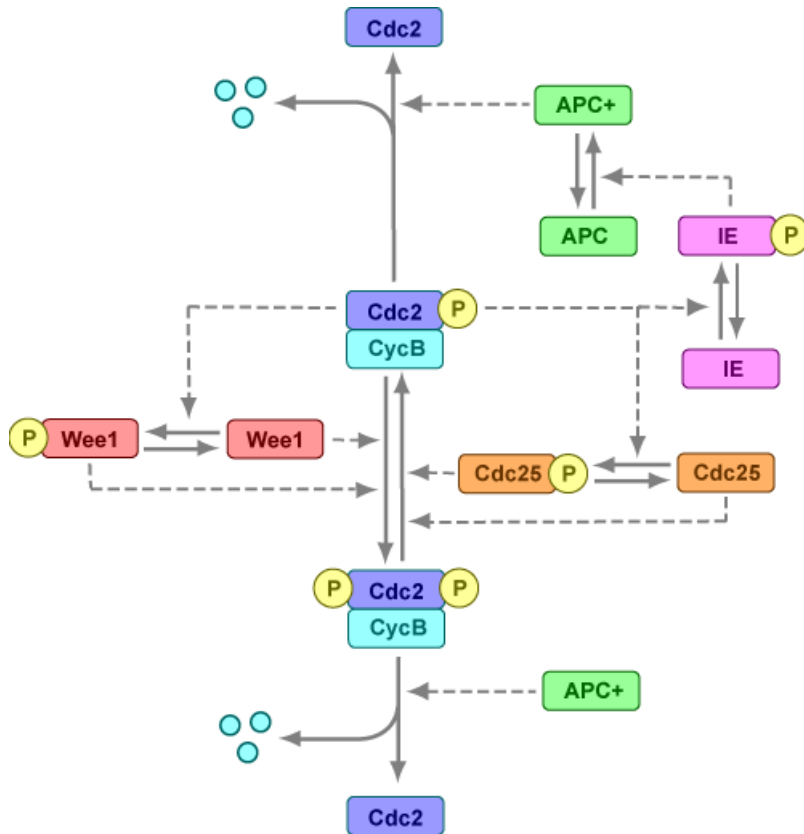 Cdc2
APC+
APC
IE P
Cdc2 P
CycB
IE
P Wee1
Wee1
Cdc25 P
Cdc25
P Cdc2 P
CycB
APC+
Cdc2